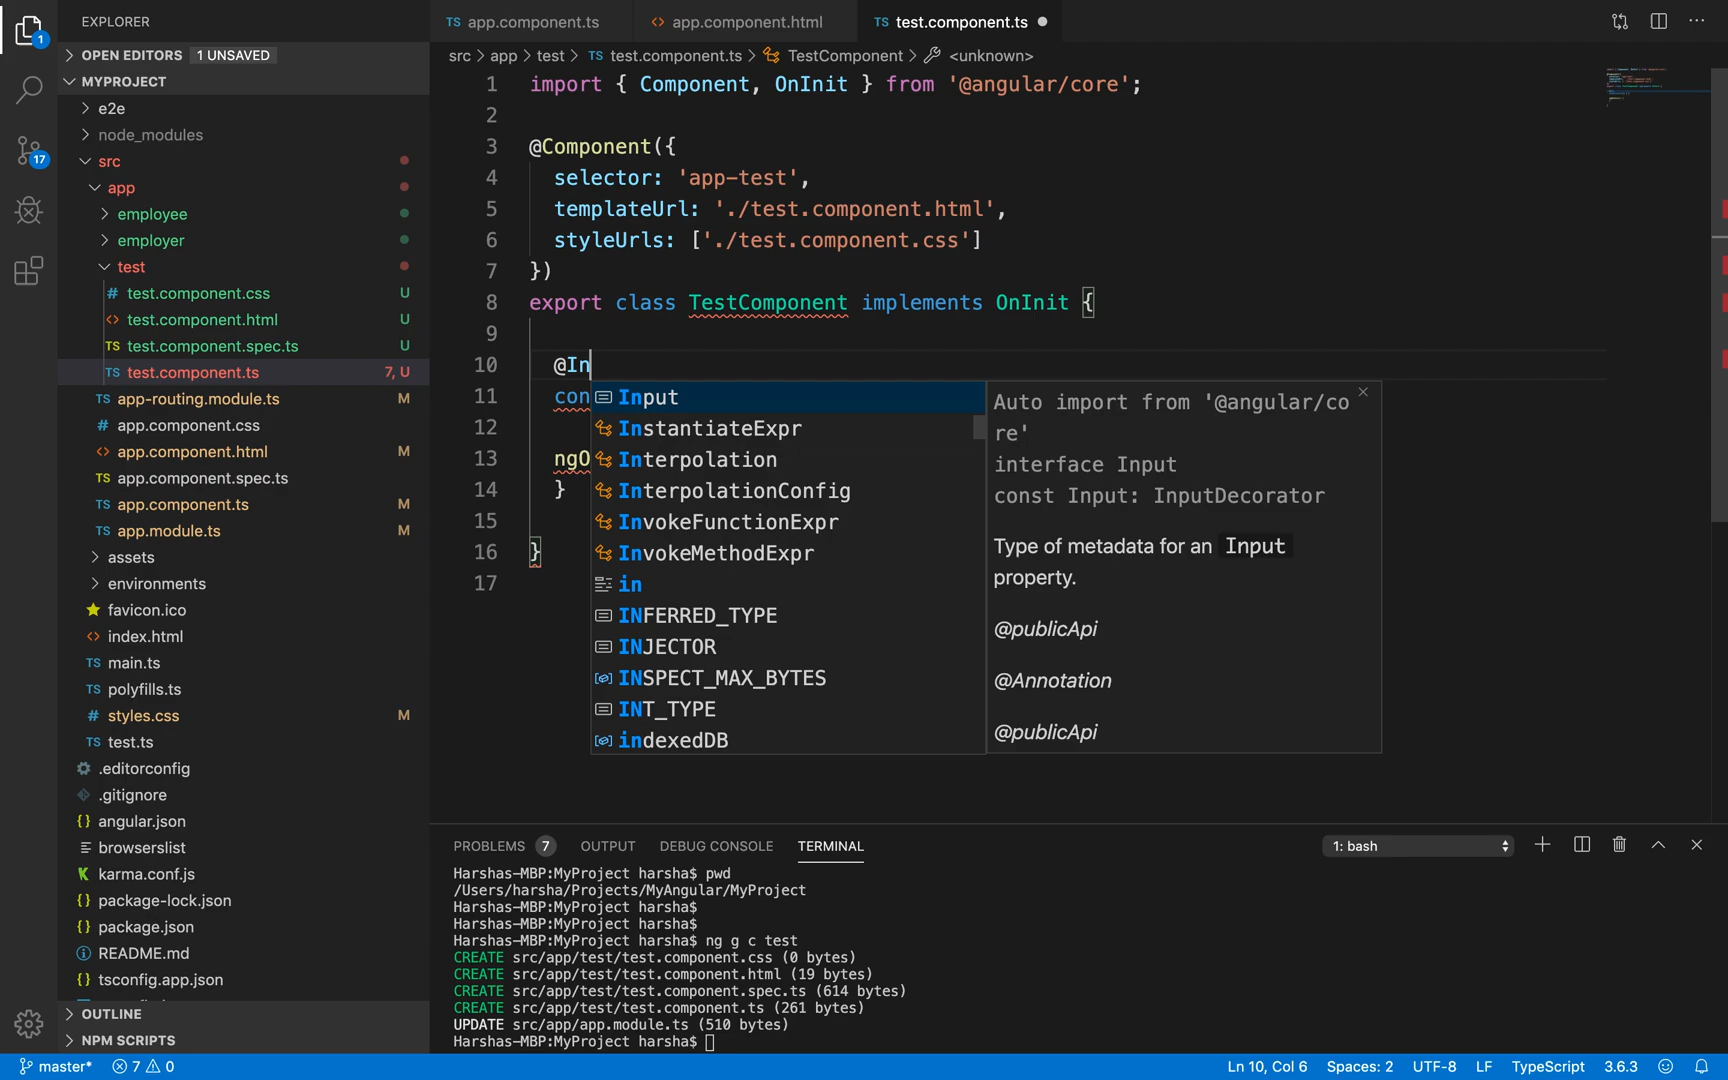 EXPLORER
TS app.component.ts
<> app.component.html
TS test.component.ts
1
OPEN EDITORS 1 UNSAVED
src > app > test > TS test.component.ts > TestComponent > <unknown>
MYPROJECT
e2e
node_modules
src
app
employee
employer
test
# test.component.css U
<> test.component.html U
TS test.component.spec.ts U
TS test.component.ts 7, U
TS app-routing.module.ts M
# app.component.css
<> app.component.html M
TS app.component.spec.ts
TS app.component.ts M
TS app.module.ts M
assets
environments
favicon.ico
<> index.html
TS main.ts
TS polyfills.ts
# styles.css M
TS test.ts
.editorconfig
.gitignore
{} angular.json
browserslist
K karma.conf.js
{} package-lock.json
{} package.json
README.md
{} tsconfig.app.json
OUTLINE
NPM SCRIPTS
17
1 import { Component, OnInit } from '@angular/core';
2
3 @Component({
4 selector: 'app-test',
5 templateUrl: './test.component.html',
6 styleUrls: ['./test.component.css']
7 })
8 export class TestComponent implements OnInit {
9
10 @In
11 con
12
13 ngO
14 }
15
16 }
17
Input
InstantiateExpr
Interpolation
InterpolationConfig
InvokeFunctionExpr
InvokeMethodExpr
in
INFERRED_TYPE
INJECTOR
INSPECT_MAX_BYTES
INT_TYPE
indexedDB
Auto import from '@angular/co
re'
interface Input
const Input: InputDecorator
Type of metadata for an Input
property.
@publicApi
@Annotation
@publicApi
PROBLEMS 7 OUTPUT DEBUG CONSOLE TERMINAL
1: bash
Harshas-MBP:MyProject harsha$ pwd
/Users/harsha/Projects/MyAngular/MyProject
Harshas-MBP:MyProject harsha$
Harshas-MBP:MyProject harsha$
Harshas-MBP:MyProject harsha$ ng g c test
CREATE src/app/test/test.component.css (0 bytes)
CREATE src/app/test/test.component.html (19 bytes)
CREATE src/app/test/test.component.spec.ts (614 bytes)
CREATE src/app/test/test.component.ts (261 bytes)
UPDATE src/app/app.module.ts (510 bytes)
Harshas-MBP:MyProject harsha$
master* 7 0
Ln 10, Col 6 Spaces: 2 UTF-8 LF TypeScript 3.6.3